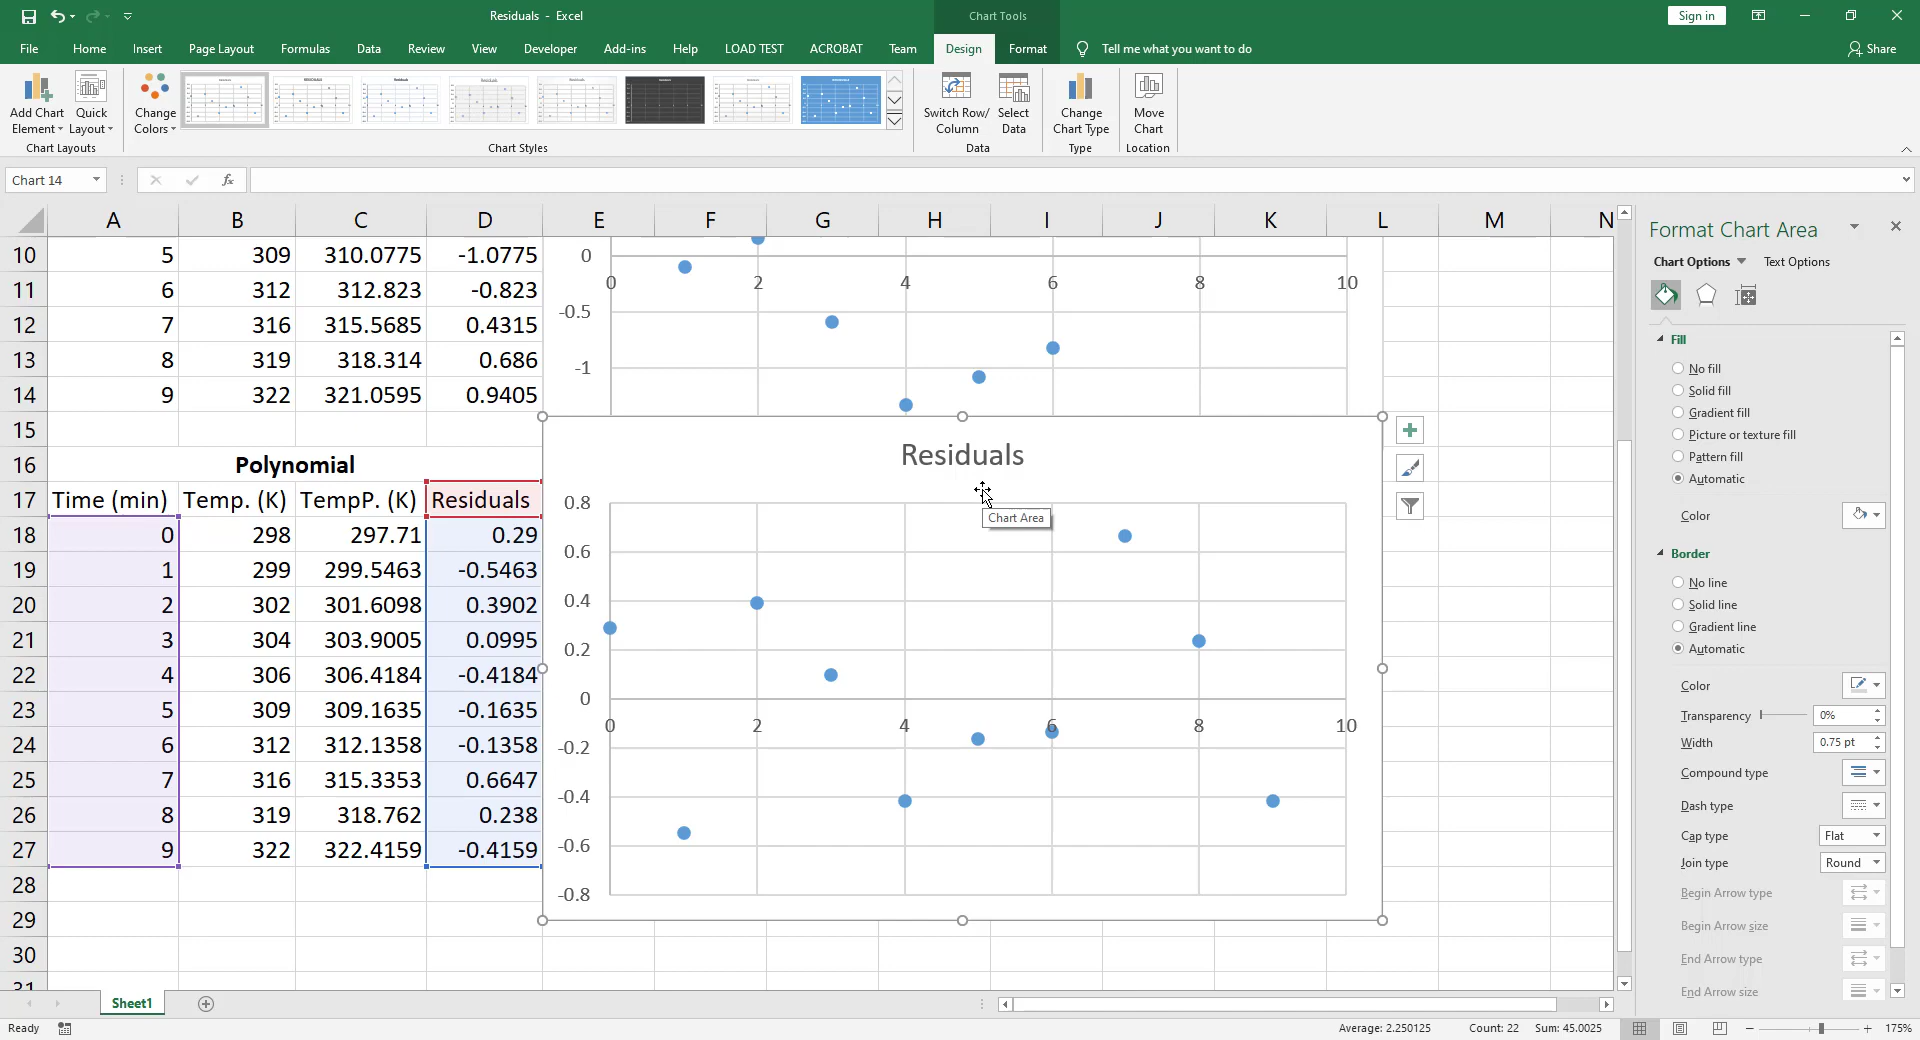 Residuals - Excel
Chart Tools
Sign in
File Home Insert Page Layout Formulas Data Review View Developer Add-ins Help LOAD TEST ACROBAT Team Design Format Tell me what you want to do Share
Add Chart Element
Quick Layout
Change Colors
Switch Row/ Column
Select Data
Change Chart Type
Move Chart
Chart Layouts Chart Styles Data Type Location
Chart 14 fx
A B C D E F G H I J K L M N
10 5 309 310.0775 -1.0775
11 6 312 312.823 -0.823
12 7 316 315.5685 0.4315
13 8 319 318.314 0.686
14 9 322 321.0595 0.9405
15
16 Polynomial
17 Time (min) Temp. (K) TempP. (K) Residuals
18 0 298 297.71 0.29
19 1 299 299.5463 -0.5463
20 2 302 301.6098 0.3902
21 3 304 303.9005 0.0995
22 4 306 306.4184 -0.4184
23 5 309 309.1635 -0.1635
24 6 312 312.1358 -0.1358
25 7 316 315.3353 0.6647
26 8 319 318.762 0.238
27 9 322 322.4159 -0.4159
28
29
30
31
0
0 2 4 6 8 10
-0.5
-1
Residuals
Chart Area
0.8
0.6
0.4
0.2
0
0 2 4 6 8 10
-0.2
-0.4
-0.6
-0.8
Format Chart Area
Chart Options Text Options
Fill
No fill
Solid fill
Gradient fill
Picture or texture fill
Pattern fill
Automatic
Color
Border
No line
Solid line
Gradient line
Automatic
Color
Transparency 0%
Width 0.75 pt
Compound type
Dash type
Cap type Flat
Join type Round
Begin Arrow type
Begin Arrow size
End Arrow type
End Arrow size
Sheet1
Ready Average: 2.250125 Count: 22 Sum: 45.0025 175%